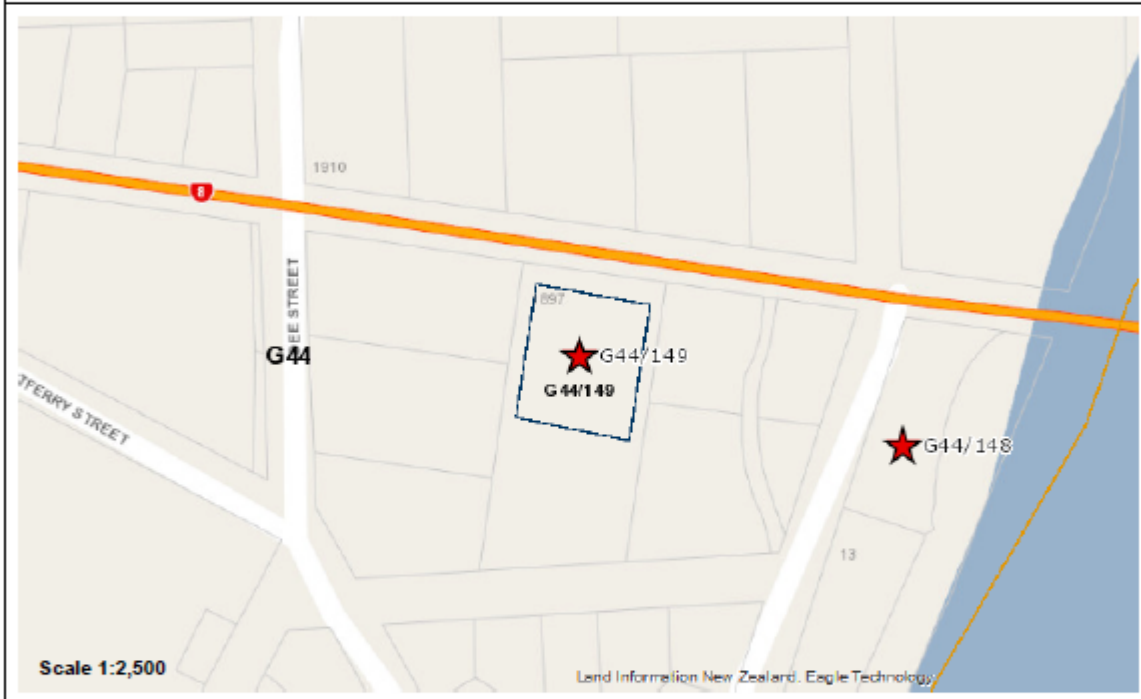 1910
8
EE STREET
G44
897
G44/149
G44/149
G44/148
FERRY STREET
13
Scale 1:2,500
Land Information New Zealand, Eagle Technology